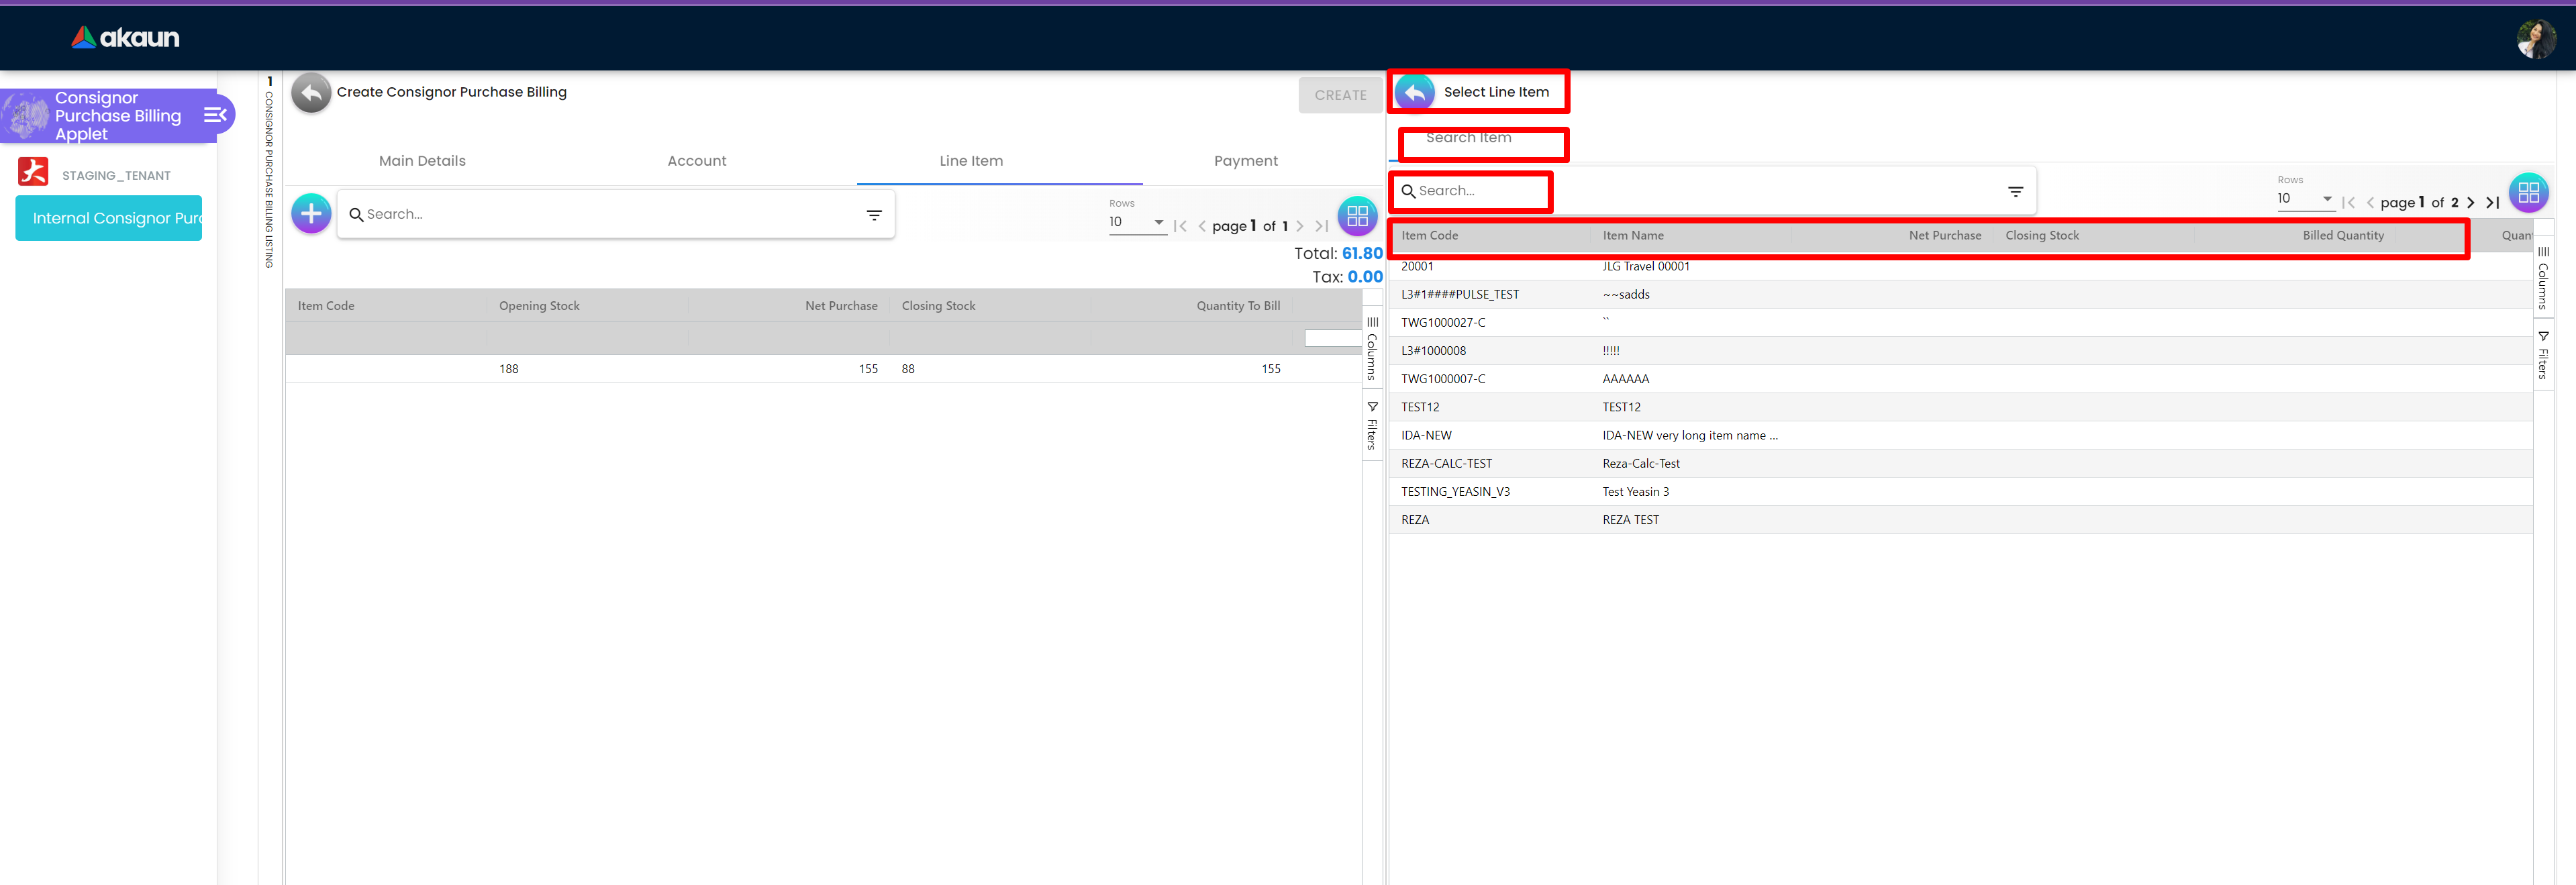 akaun
Consignor
Purchase Billing
Applet
STAGING_TENANT
Internal Consignor Purc
1
CONSIGNOR PURCHASE BILLING LISTING
Create Consignor Purchase Billing
CREATE
Main Details Account Line Item Payment
Search...
Rows
10
page 1 of 1
Total: 61.80
Tax: 0.00
Item Code Opening Stock Net Purchase Closing Stock Quantity To Bill
188 155 88 155
Columns
Filters
Select Line Item
Search Item
Search...
Rows
10
page 1 of 2
Item Code Item Name Net Purchase Closing Stock Billed Quantity Quant
20001 JLG Travel 00001
L3#1####PULSE_TEST ~~sadds
TWG1000027-C ``
L3#1000008 !!!!!
TWG1000007-C AAAAAA
TEST12 TEST12
IDA-NEW IDA-NEW very long item name ...
REZA-CALC-TEST Reza-Calc-Test
TESTING_YEASIN_V3 Test Yeasin 3
REZA REZA TEST
Columns
Filters